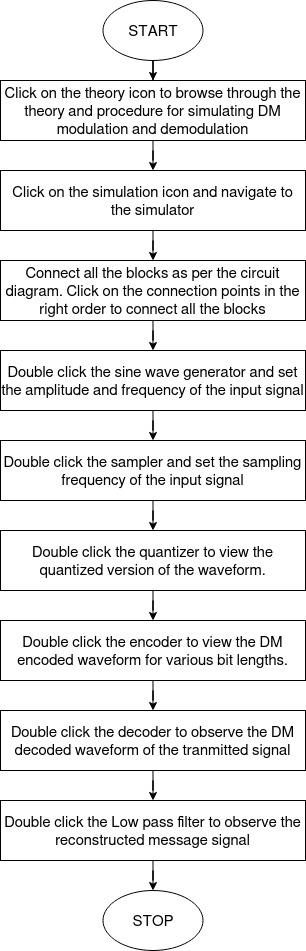 START
Click on the theory icon to browse through the
theory and procedure for simulating DM
modulation and demodulation
Click on the simulation icon and navigate to
the simulator
Connect all the blocks as per the circuit
diagram. Click on the connection points in the
right order to connect all the blocks
Double click the sine wave generator and set
the amplitude and frequency of the input signal
Double click the sampler and set the sampling
frequency of the input signal
Double click the quantizer to view the
quantized version of the waveform.
Double click the encoder to view the DM
encoded waveform for various bit lengths.
Double click the decoder to observe the DM
decoded waveform of the tranmitted signal
Double click the Low pass filter to observe the
reconstructed message signal
STOP